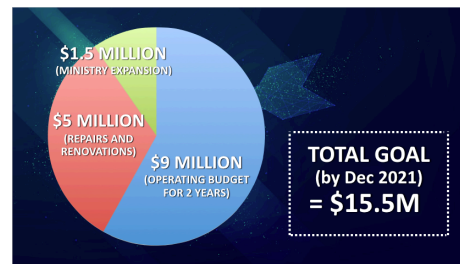 $1.5 MILLION
(MINISTRY EXPANSION)
$5 MILLION
(REPAIRS AND
RENOVATIONS)
$9 MILLION
(OPERATING BUDGET
FOR 2 YEARS)
TOTAL GOAL
(by Dec 2021)
= $15.5M